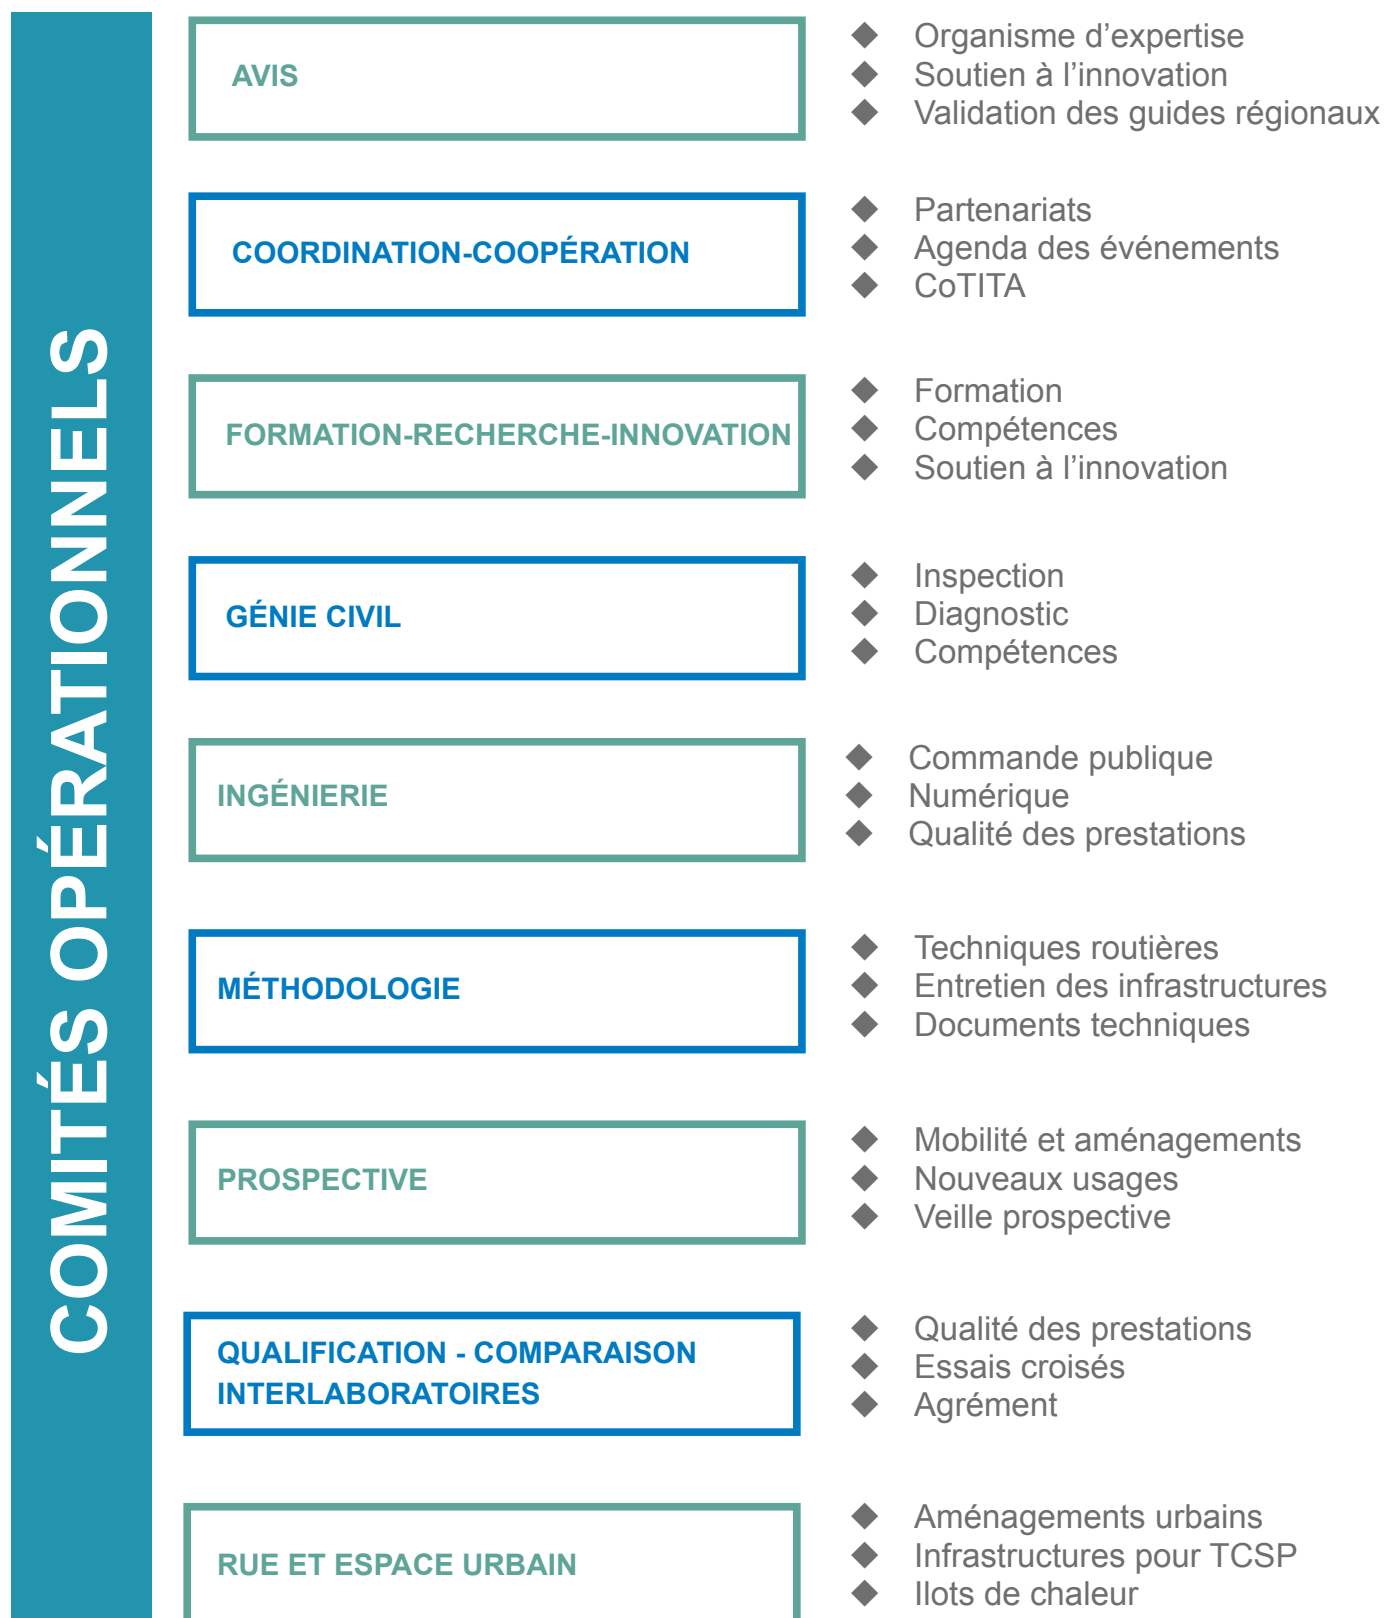 COMITÉS OPÉRATIONNELS
AVIS
Organisme d’expertise
Soutien à l’innovation
Validation des guides régionaux
COORDINATION-COOPÉRATION
Partenariats
Agenda des événements
CoTITA
FORMATION-RECHERCHE-INNOVATION
Formation
Compétences
Soutien à l’innovation
GÉNIE CIVIL
Inspection
Diagnostic
Compétences
INGÉNIERIE
Commande publique
Numérique
Qualité des prestations
MÉTHODOLOGIE
Techniques routières
Entretien des infrastructures
Documents techniques
PROSPECTIVE
Mobilité et aménagements
Nouveaux usages
Veille prospective
QUALIFICATION - COMPARAISON
INTERLABORATOIRES
Qualité des prestations
Essais croisés
Agrément
RUE ET ESPACE URBAIN
Aménagements urbains
Infrastructures pour TCSP
Ilots de chaleur